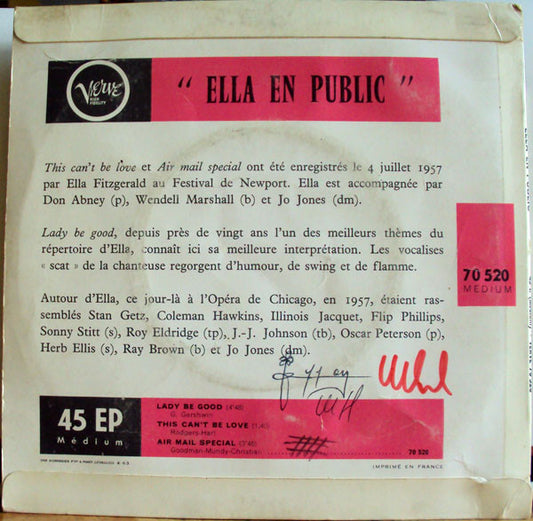 Verve
HIGH
FIDELITY
" ELLA EN PUBLIC "
This can't be love et Air mail special ont été enregistrés le 4 juillet 1957
par Ella Fitzgerald au Festival de Newport. Ella est accompagnée par
Don Abney (p), Wendell Marshall (b) et Jo Jones (dm).
Lady be good, depuis près de vingt ans l'un des meilleurs thèmes du
répertoire d'Ella, connaît ici sa meilleure interprétation. Les vocalises
« scat » de la chanteuse regorgent d'humour, de swing et de flamme.
70 520
MEDIUM
Autour d'Ella, ce jour-là à l'Opéra de Chicago, en 1957, étaient ras-
semblés Stan Getz, Coleman Hawkins, Illinois Jacquet, Flip Phillips,
Sonny Stitt (s), Roy Eldridge (tp), J.-J. Johnson (tb), Oscar Peterson (p),
Herb Ellis (s), Ray Brown (b) et Jo Jones (dm).
45 EP
Médium
LADY BE GOOD (4'45)
G. Gershwin
THIS CAN'T BE LOVE
Rodgers-Hart
AIR MAIL SPECIAL
Goodman-Mundy-Christian 70 520
IMPRIMÉ EN FRANCE